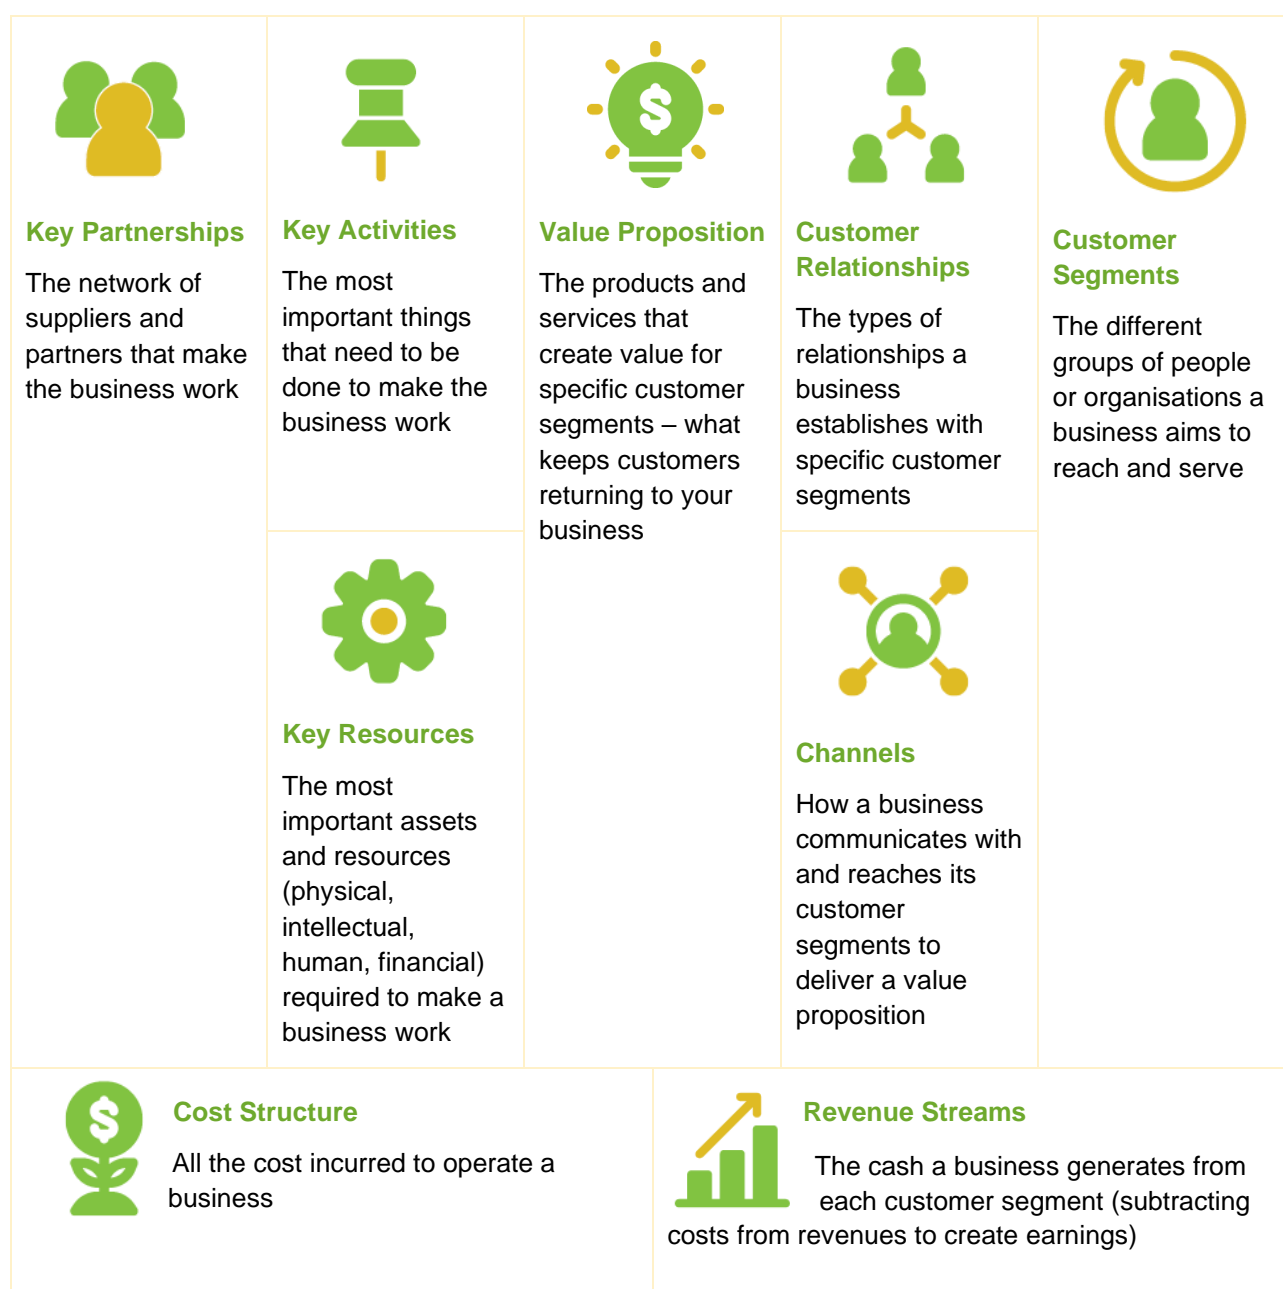 Key Partnerships
The network of
suppliers and
partners that make
the business work
Key Activities
The most
important things
that need to be
done to make the
business work
Key Resources
The most
important assets
and resources
(physical,
intellectual,
human, financial)
required to make a
business work
Value Proposition
The products and
services that
create value for
specific customer
segments – what
keeps customers
returning to your
business
Customer
Relationships
The types of
relationships a
business
establishes with
specific customer
segments
Channels
How a business
communicates with
and reaches its
customer
segments to
deliver a value
proposition
Customer
Segments
The different
groups of people
or organisations a
business aims to
reach and serve
$
$
Cost Structure
All the cost incurred to operate a
business
Revenue Streams
The cash a business generates from
each customer segment (subtracting
costs from revenues to create earnings)